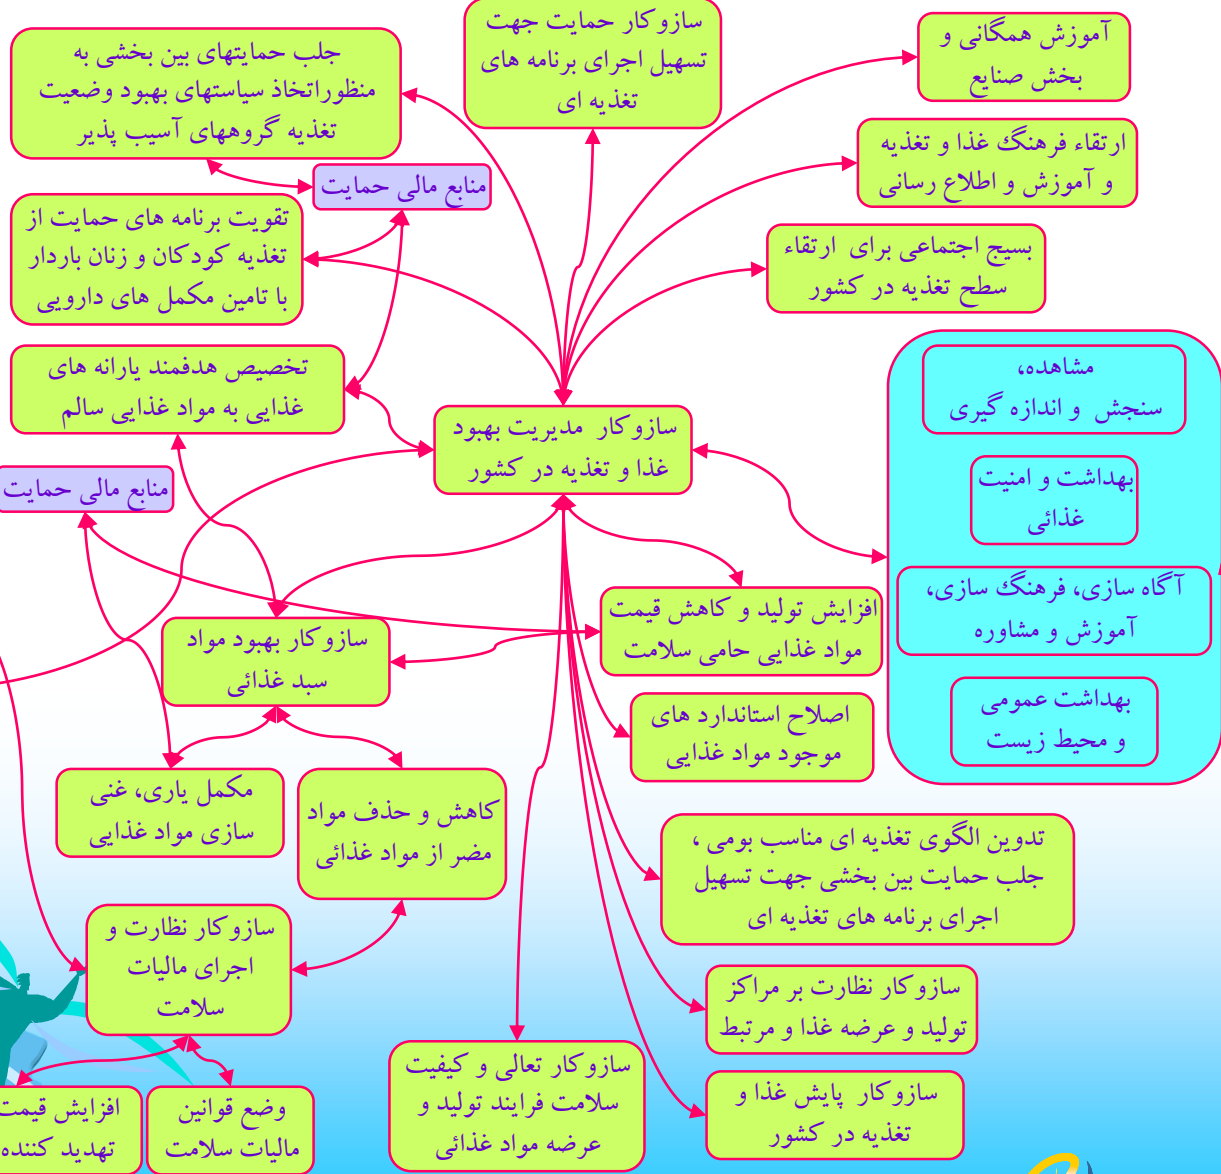 آموزش همگانی و
بخش صنایع
سازوکار حمایت جهت
تسهیل اجرای برنامه های
تغذیه ای
جلب حمایتهای بین بخشی به
منظوراتخاذ سیاستهای بهبود وضعیت
تغذیه گروههای آسیب پذیر
ارتقاء فرهنگ غذا و تغذیه
و آموزش و اطلاع رسانی
منابع مالی حمایت
تقویت برنامه های حمایت از
تغذیه کودکان و زنان باردار
با تامین مکمل های دارویی
بسیج اجتماعی برای ارتقاء
سطح تغذیه در کشور
مشاهده،
سنجش و اندازه گیری
بهداشت و امنیت
غذائی
آگاه سازی، فرهنگ سازی،
آموزش و مشاوره
بهداشت عمومی
و محیط زیست
تخصیص هدفمند یارانه های
غذایی به مواد غذایی سالم
سازوکار مدیریت بهبود
غذا و تغذیه در کشور
منابع مالی حمایت
افزایش تولید و کاهش قیمت
مواد غذایی حامی سلامت
سازوکار بهبود مواد
سبد غذائی
اصلاح استاندارد های
موجود مواد غذایی
کاهش و حذف مواد
مضر از مواد غذائی
مکمل یاری، غنی
سازی مواد غذایی
تدوین الگوی تغذیه ای مناسب بومی ،
جلب حمایت بین بخشی جهت تسهیل
اجرای برنامه های تغذیه ای
سازوکار نظارت و
اجرای مالیات
سلامت
سازوکار نظارت بر مراکز
تولید و عرضه غذا و مرتبط
سازوکار تعالی و کیفیت
سلامت فرایند تولید و
عرضه مواد غذائی
سازوکار پایش غذا و
تغذیه در کشور
وضع قوانین
مالیات سلامت
افزایش قیمت
تهدید کننده